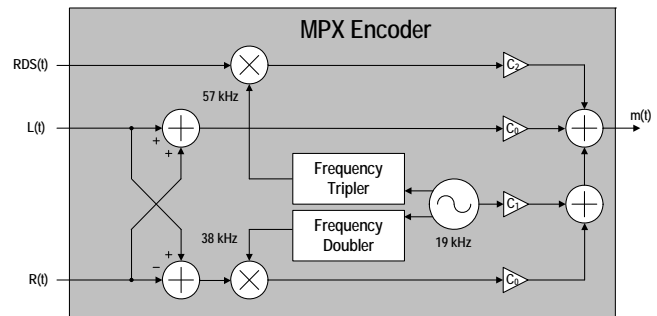 MPX Encoder
RDS(t)
C2
57 kHz
m(t)
L(t)
+
+
C0
Frequency
Tripler
Frequency
Doubler
C1
19 kHz
38 kHz
+
−
R(t)
C0